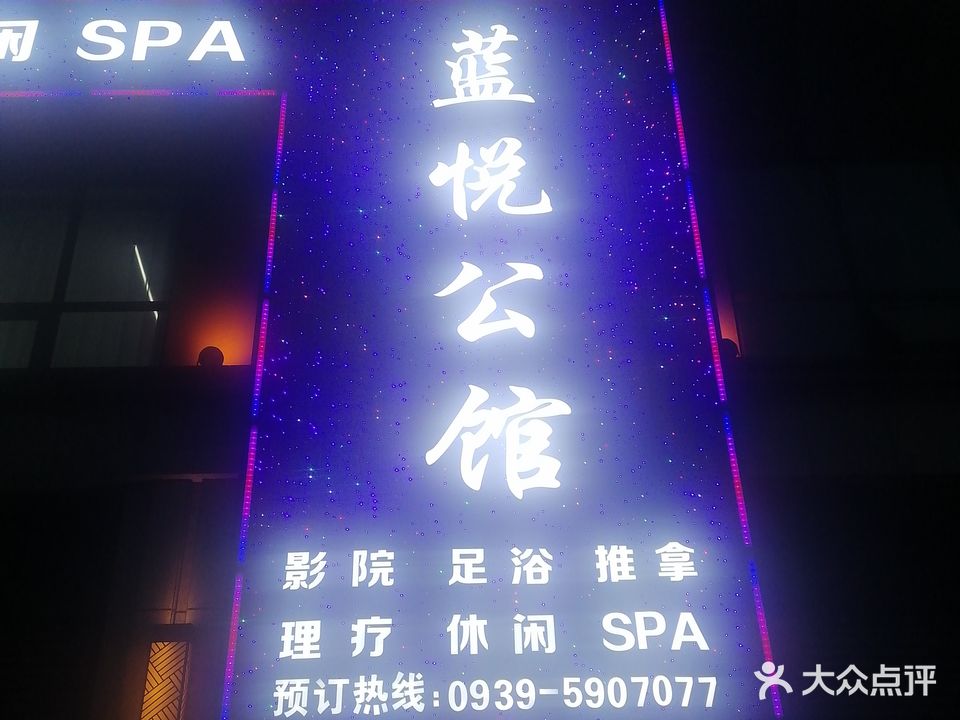 闲 SPA
蓝悦公馆
影院 足浴 推拿
理疗 休闲 SPA
预订热线:0939-5907077
大众点评